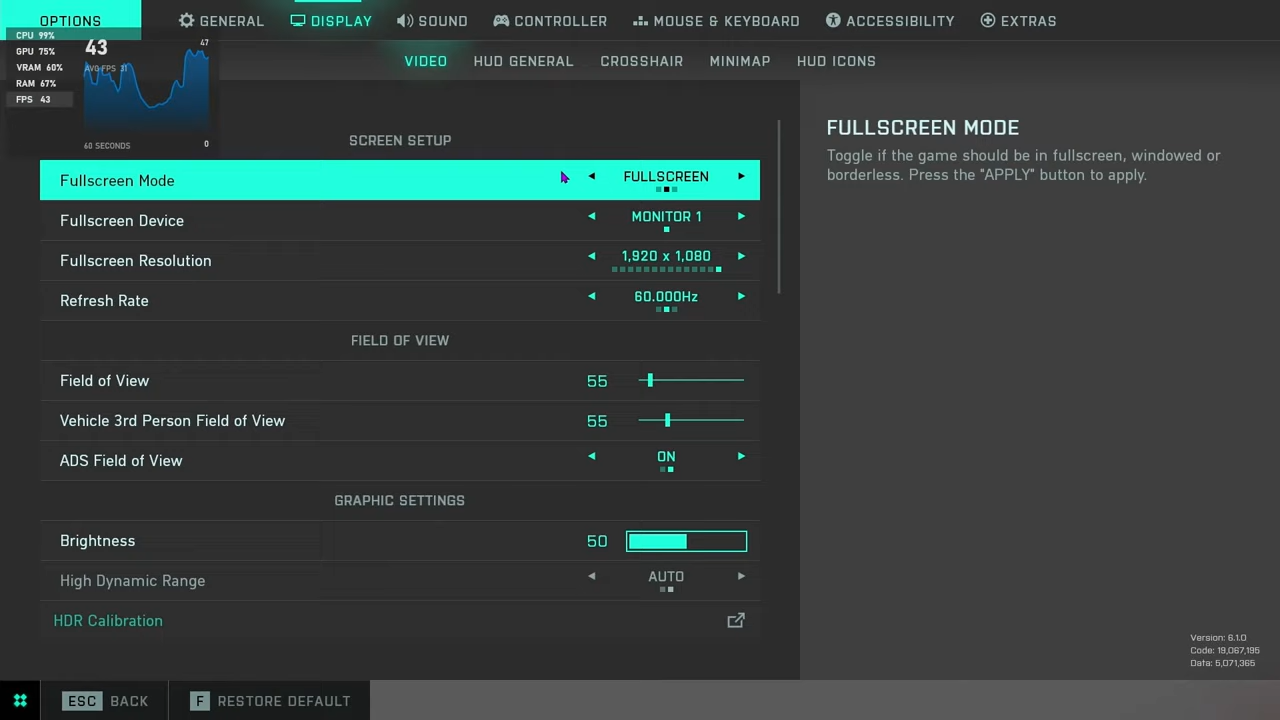 OPTIONS
GENERAL
DISPLAY
SOUND
CONTROLLER
MOUSE & KEYBOARD
ACCESSIBILITY
EXTRAS
CPU 99%
GPU 75%
VRAM 60%
RAM 67%
FPS 43
43
AVG FPS 31
47
60 SECONDS
0
VIDEO
HUD GENERAL
CROSSHAIR
MINIMAP
HUD ICONS
SCREEN SETUP
Fullscreen Mode
FULLSCREEN
Fullscreen Device
MONITOR 1
Fullscreen Resolution
1,920 x 1,080
Refresh Rate
60.000Hz
FIELD OF VIEW
Field of View
55
Vehicle 3rd Person Field of View
55
ADS Field of View
ON
GRAPHIC SETTINGS
Brightness
50
High Dynamic Range
AUTO
HDR Calibration
FULLSCREEN MODE
Toggle if the game should be in fullscreen, windowed or
borderless. Press the "APPLY" button to apply.
Version: 6.1.0
Code: 19,067,195
Data: 5,071,365
ESC BACK
F RESTORE DEFAULT